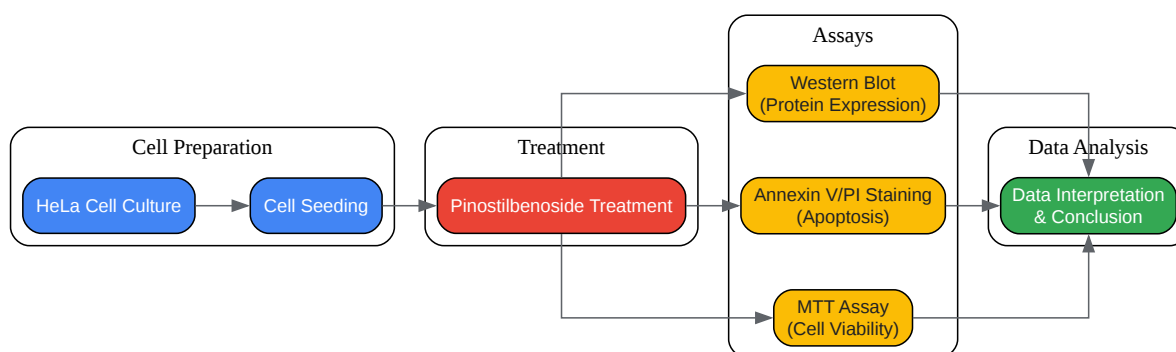 Cell Preparation
HeLa Cell Culture
Cell Seeding
Treatment
Pinostilbenoside Treatment
Assays
Western Blot
(Protein Expression)
Annexin V/PI Staining
(Apoptosis)
MTT Assay
(Cell Viability)
Data Analysis
Data Interpretation
& Conclusion